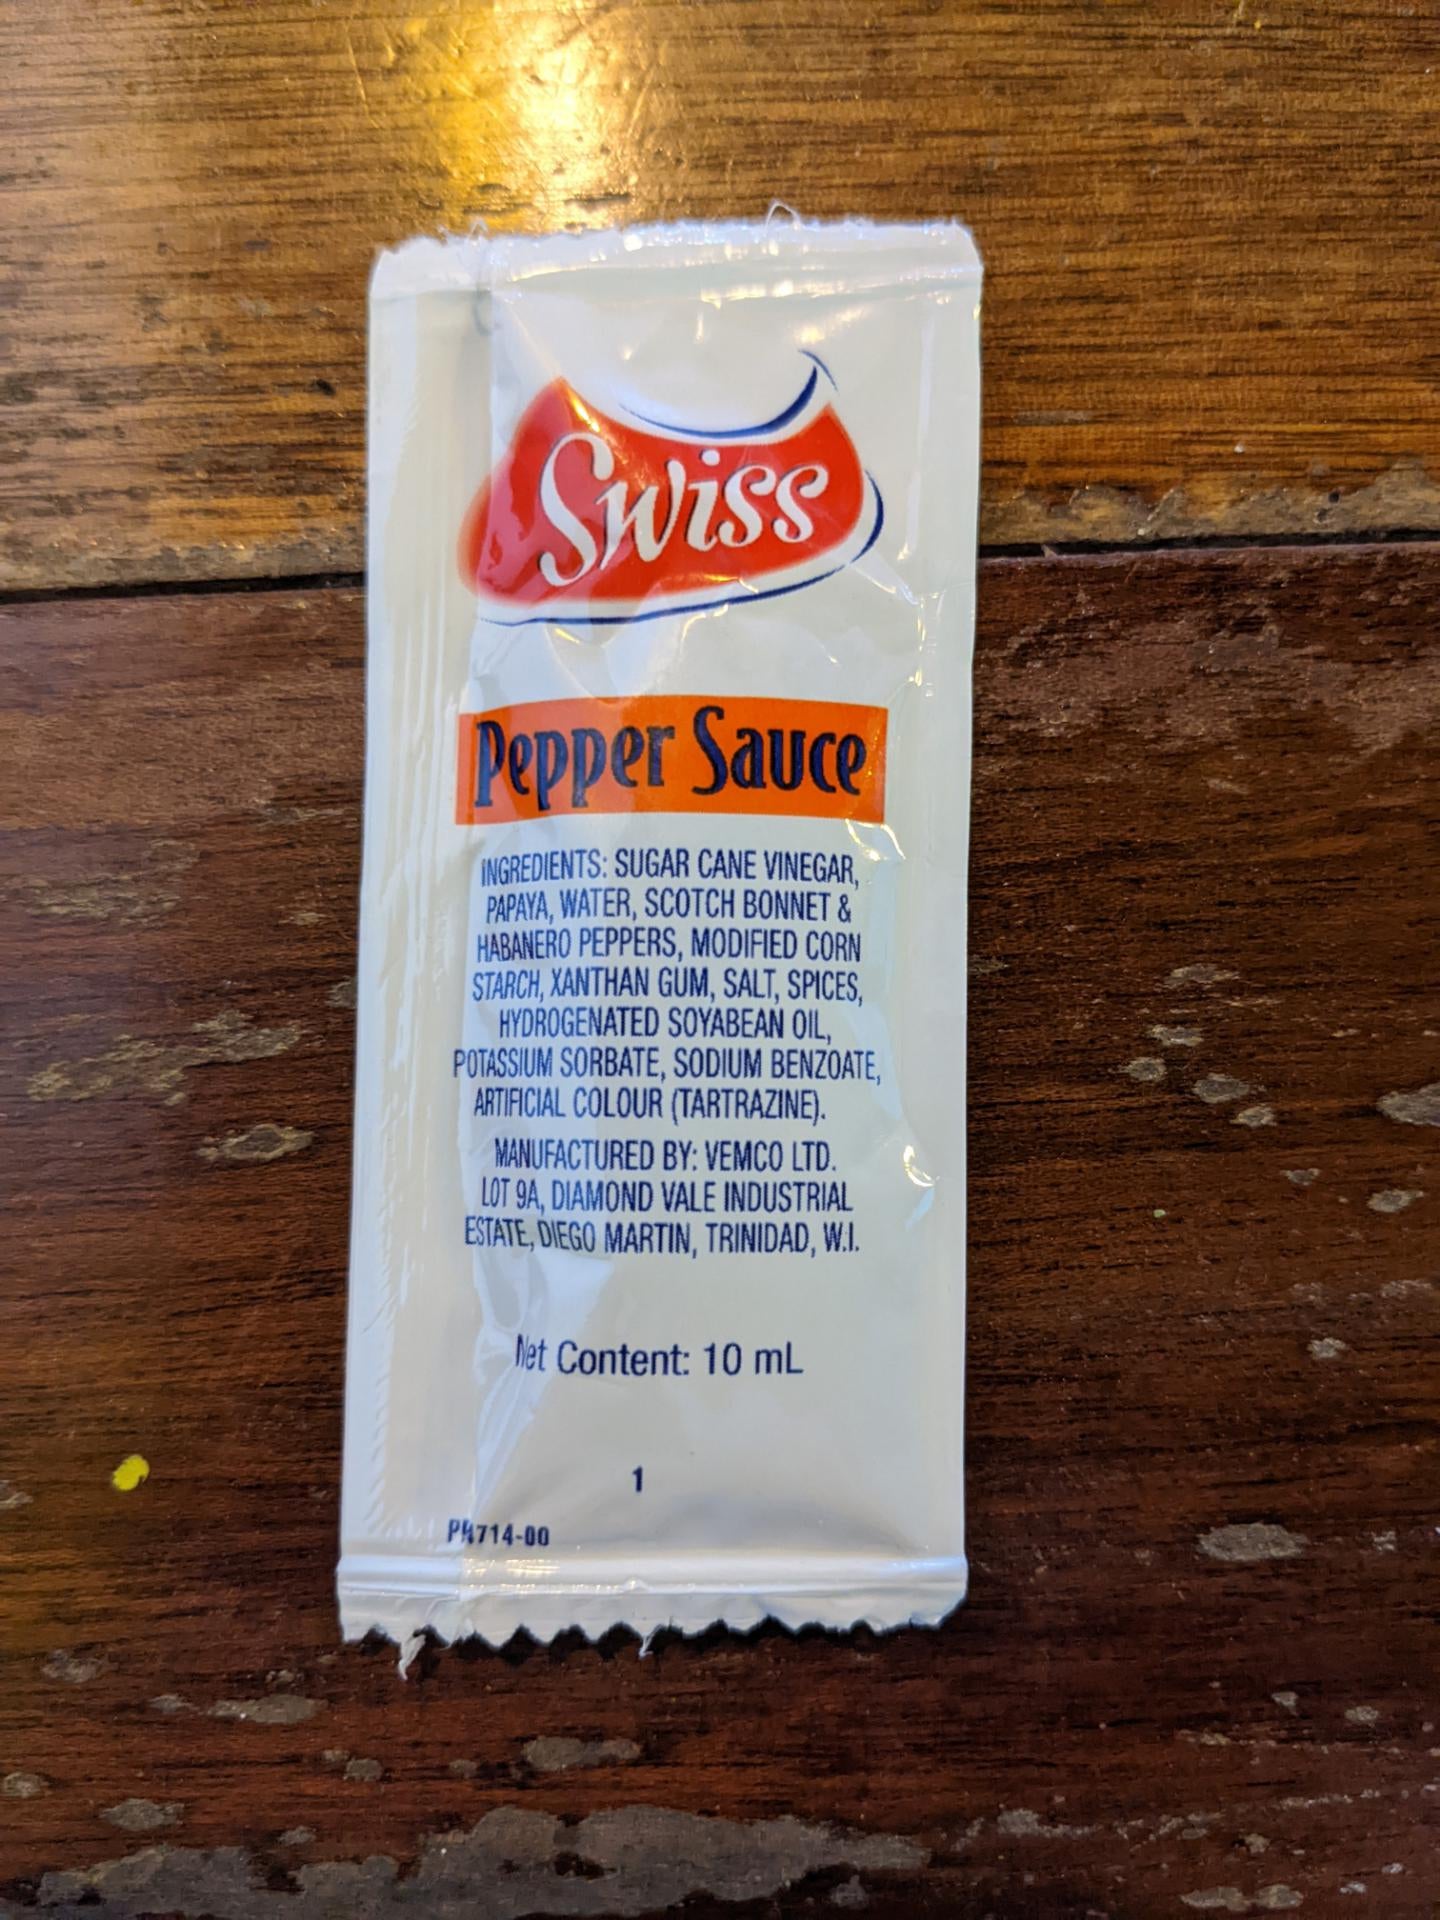 Swiss
Pepper Sauce
INGREDIENTS: SUGAR CANE VINEGAR,
PAPAYA, WATER, SCOTCH BONNET &
HABANERO PEPPERS, MODIFIED CORN
STARCH, XANTHAN GUM, SALT, SPICES,
HYDROGENATED SOYABEAN OIL,
POTASSIUM SORBATE, SODIUM BENZOATE,
ARTIFICIAL COLOUR (TARTRAZINE).
MANUFACTURED BY: VEMCO LTD.
LOT 9A, DIAMOND VALE INDUSTRIAL
ESTATE, DIEGO MARTIN, TRINIDAD, W.I.
Net Content: 10 mL
1